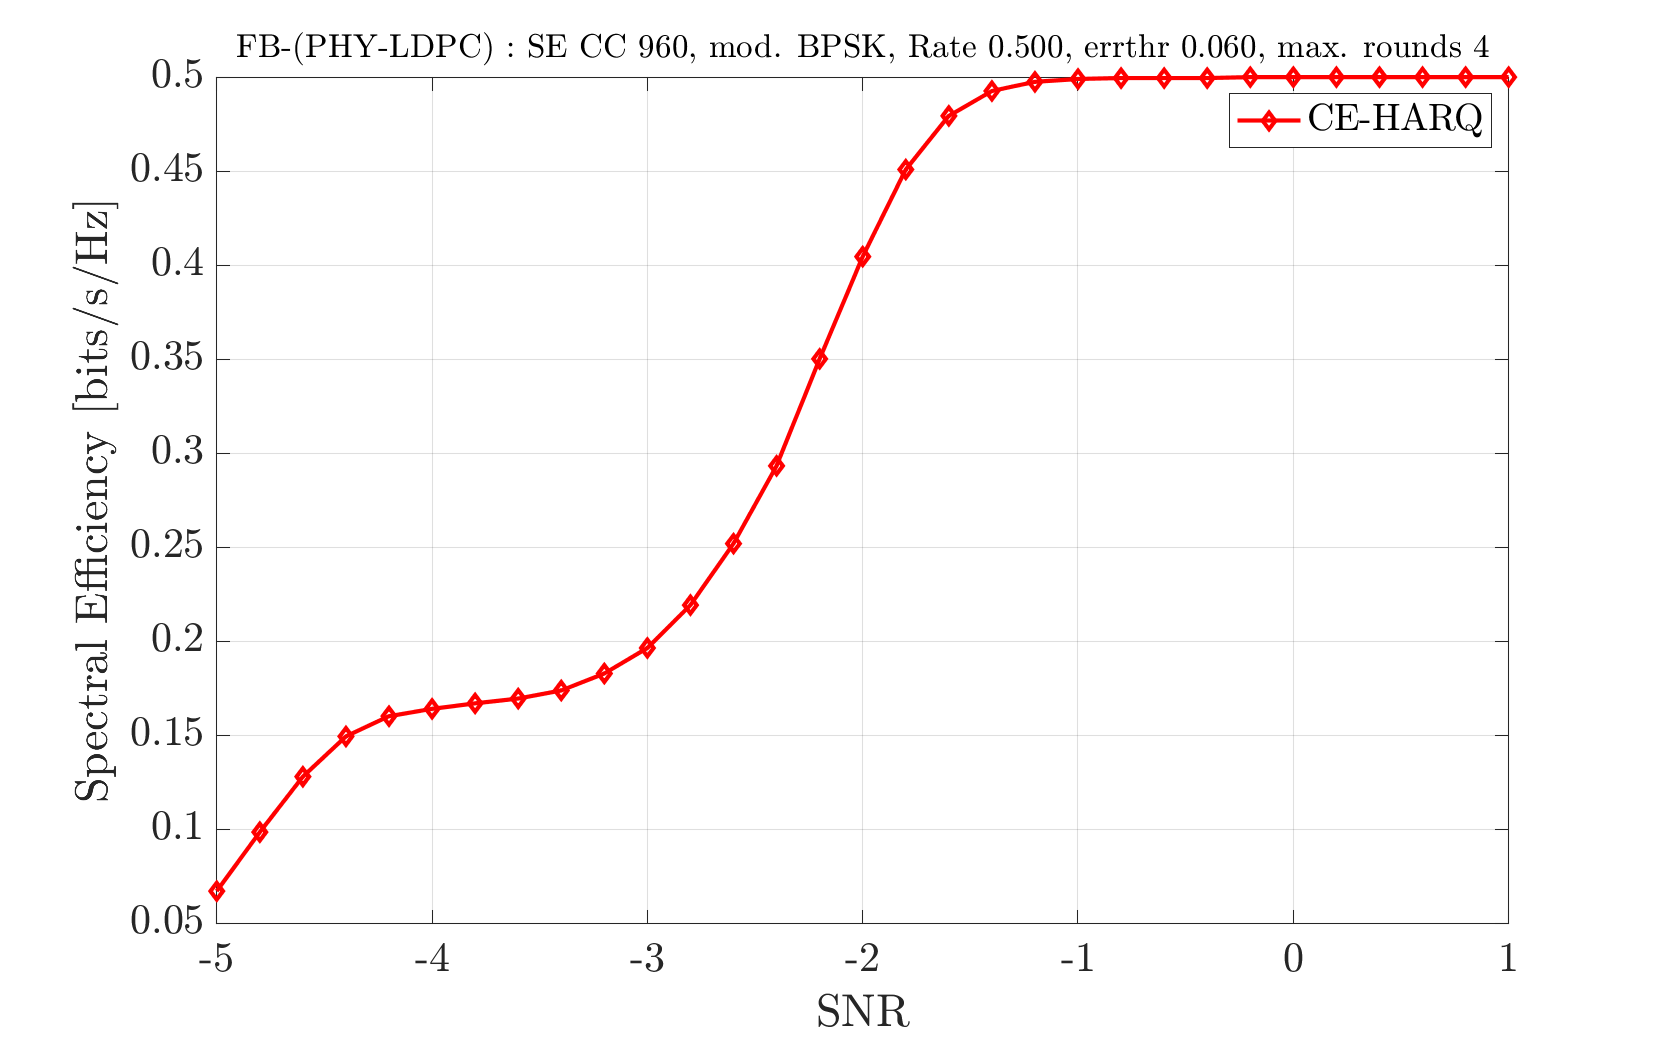 FB-(PHY-LDPC) : SE CC 960, mod. BPSK, Rate 0.500, errthr 0.060, max. rounds 4
0.5
0.45
0.4
0.35
0.3
0.25
0.2
0.15
0.1
0.05
Spectral Efficiency [bits/s/Hz]
CE-HARQ
-5 -4 -3 -2 -1 0 1
SNR